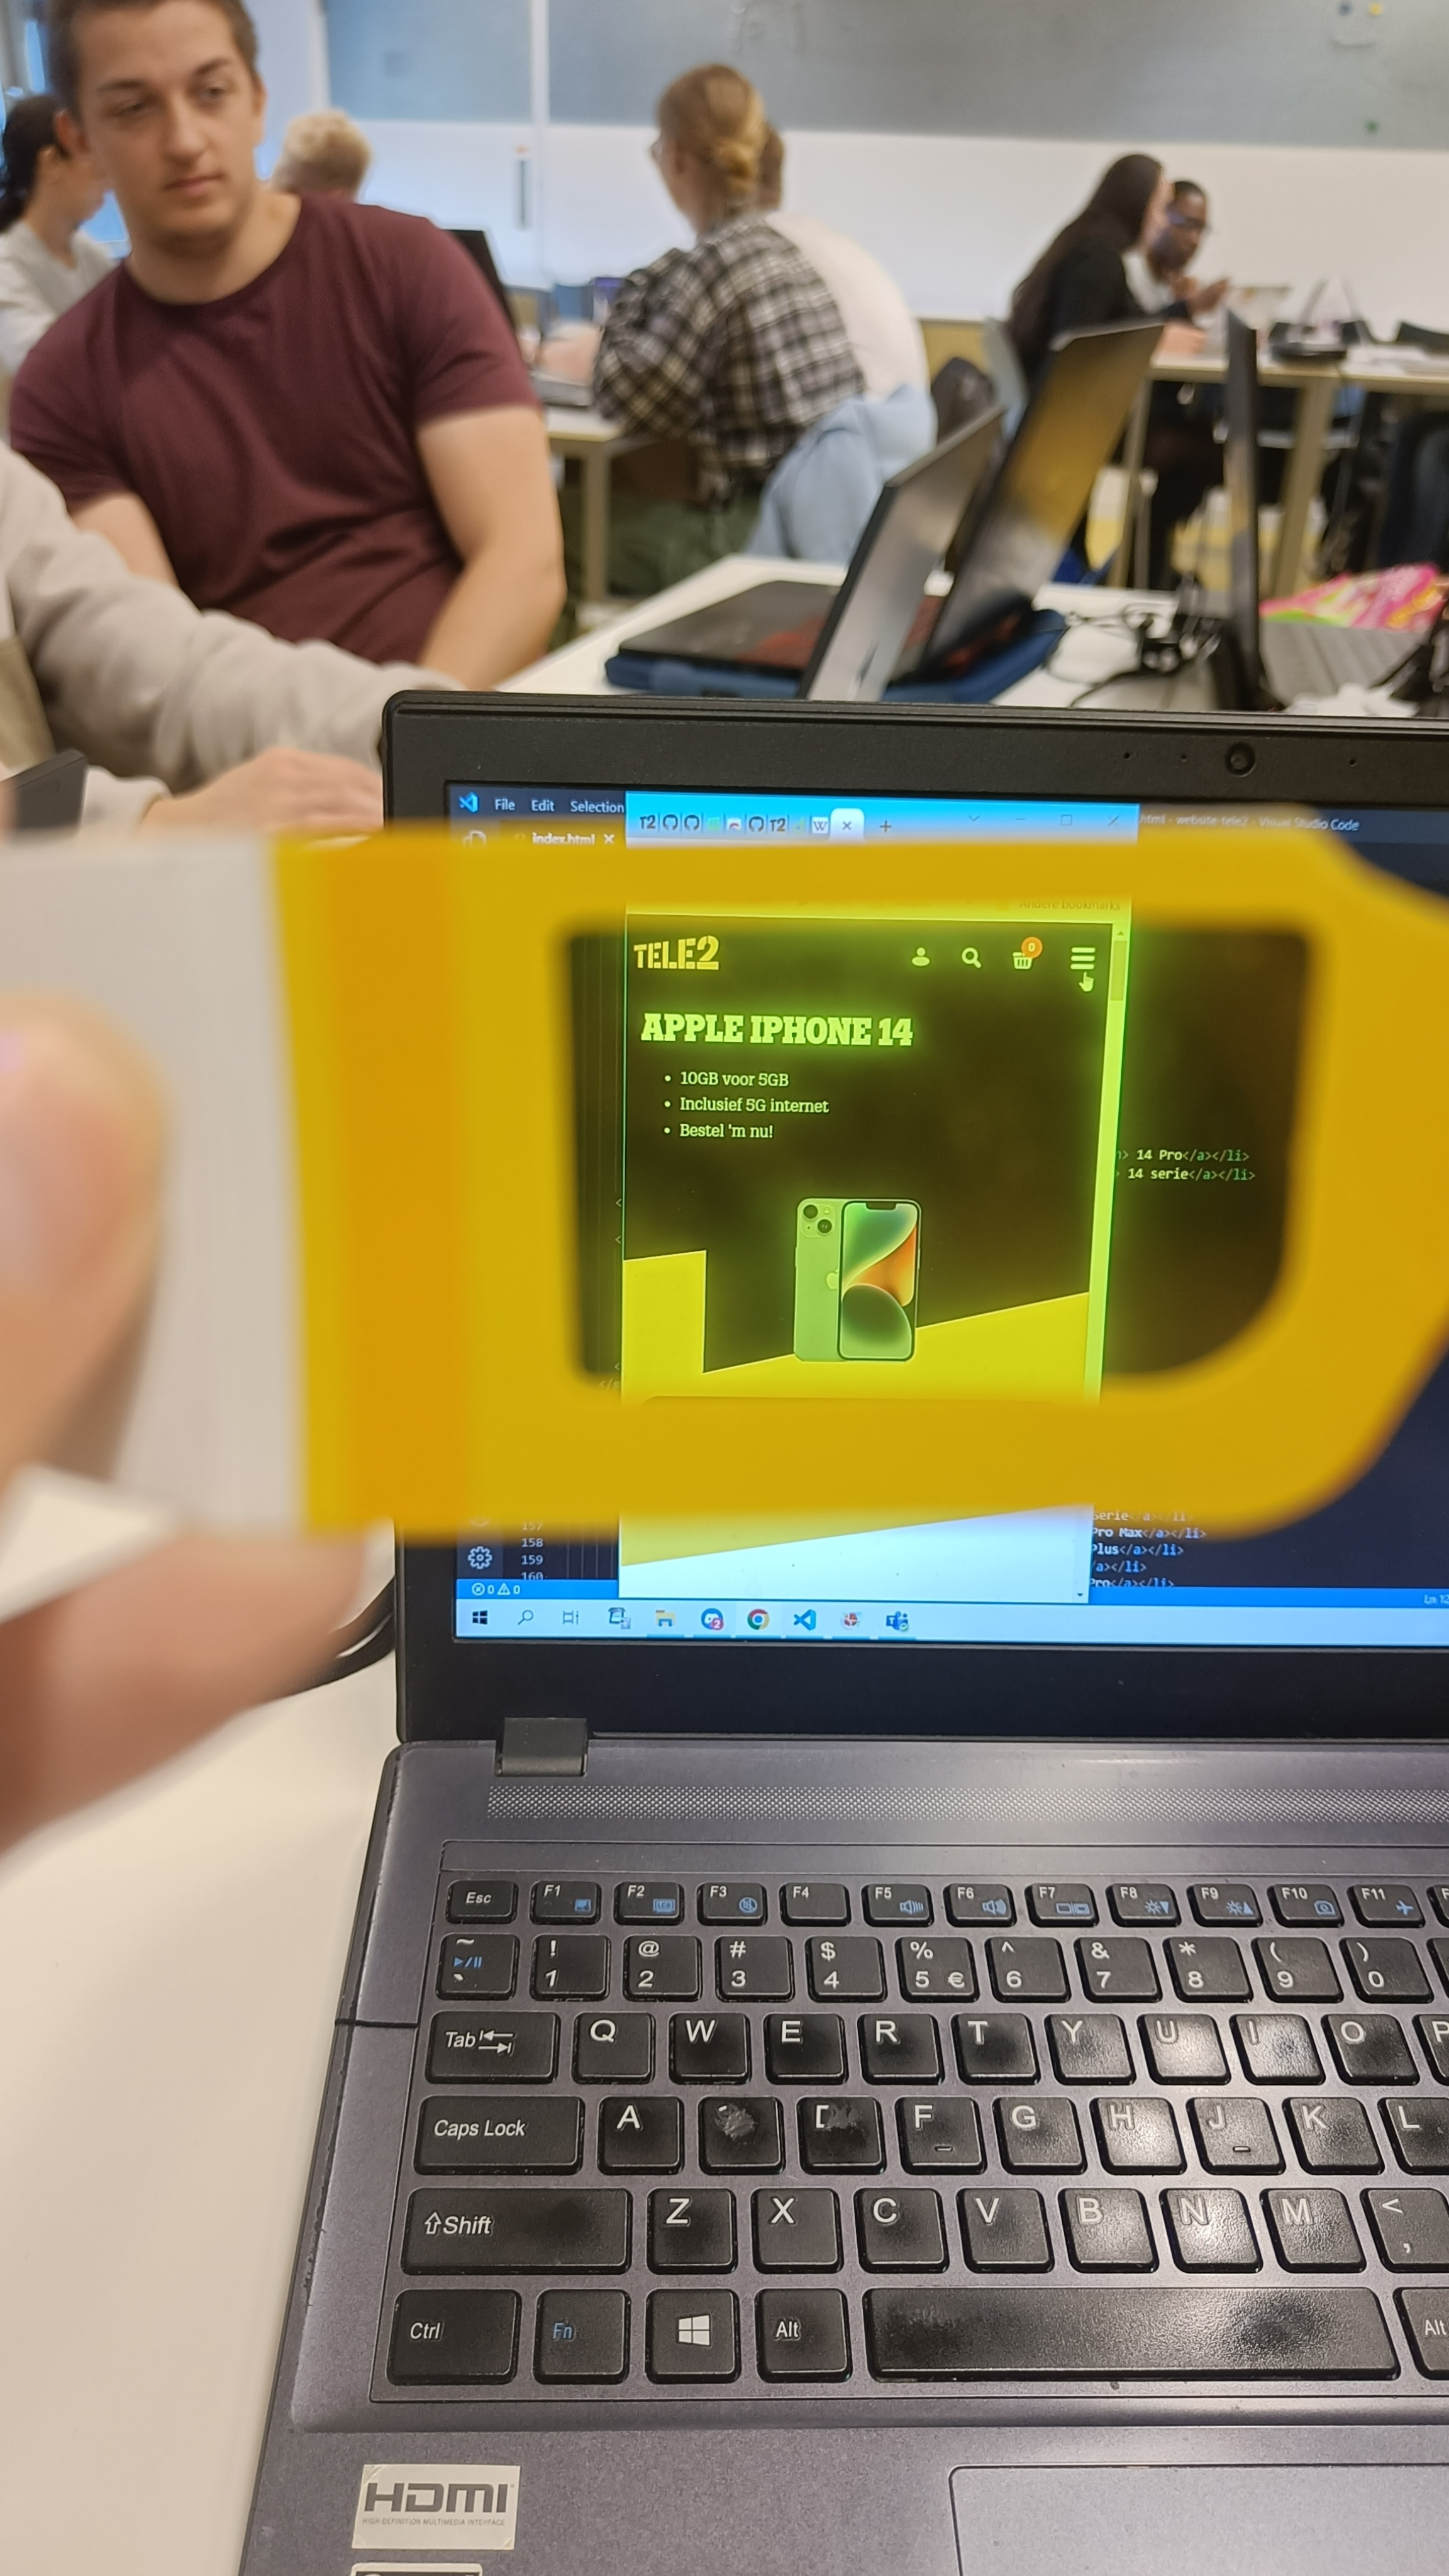 File Edit Selection
T2 T2 W
html - website-tele2 - Visual Studio Code
index.html
Andere bookmarks
TELE2
0
APPLE IPHONE 14
• 10GB voor 5GB
• Inclusief 5G internet
• Bestel 'm nu!
14 Pro</a></li>
14 serie</a></li>
157
158
159
160
Serie</a></li>
Pro Max</a></li>
Plus</a></li>
/a></li>
Pro</a></li>
0 0
Esc F1 F2 F3 F4 F5 F6 F7 F8 F9 F10 F11
~ ` ! 1 @ 2 # 3 $ 4 % 5 € ^ 6 & 7 * 8 ( 9 ) 0
Tab Q W E R T Y U I O P
Caps Lock A F G H J K L
Shift Z X C V B N M < ,
Ctrl Fn Alt Alt
HDMI
HIGH-DEFINITION MULTIMEDIA INTERFACE